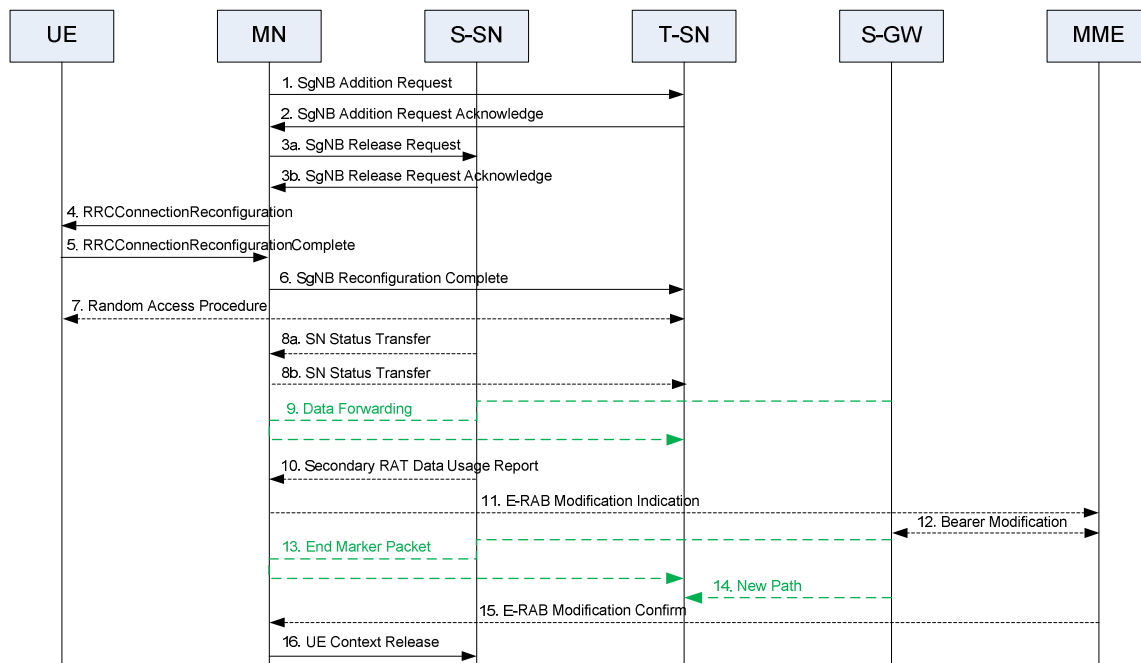 UE
MN
S-SN
T-SN
S-GW
MME
1. SgNB Addition Request
2. SgNB Addition Request Acknowledge
3a. SgNB Release Request
3b. SgNB Release Request Acknowledge
4. RRCConnectionReconfiguration
5. RRCConnectionReconfigurationComplete
6. SgNB Reconfiguration Complete
7. Random Access Procedure
8a. SN Status Transfer
8b. SN Status Transfer
9. Data Forwarding
10. Secondary RAT Data Usage Report
11. E-RAB Modification Indication
12. Bearer Modification
13. End Marker Packet
14. New Path
15. E-RAB Modification Confirm
16. UE Context Release